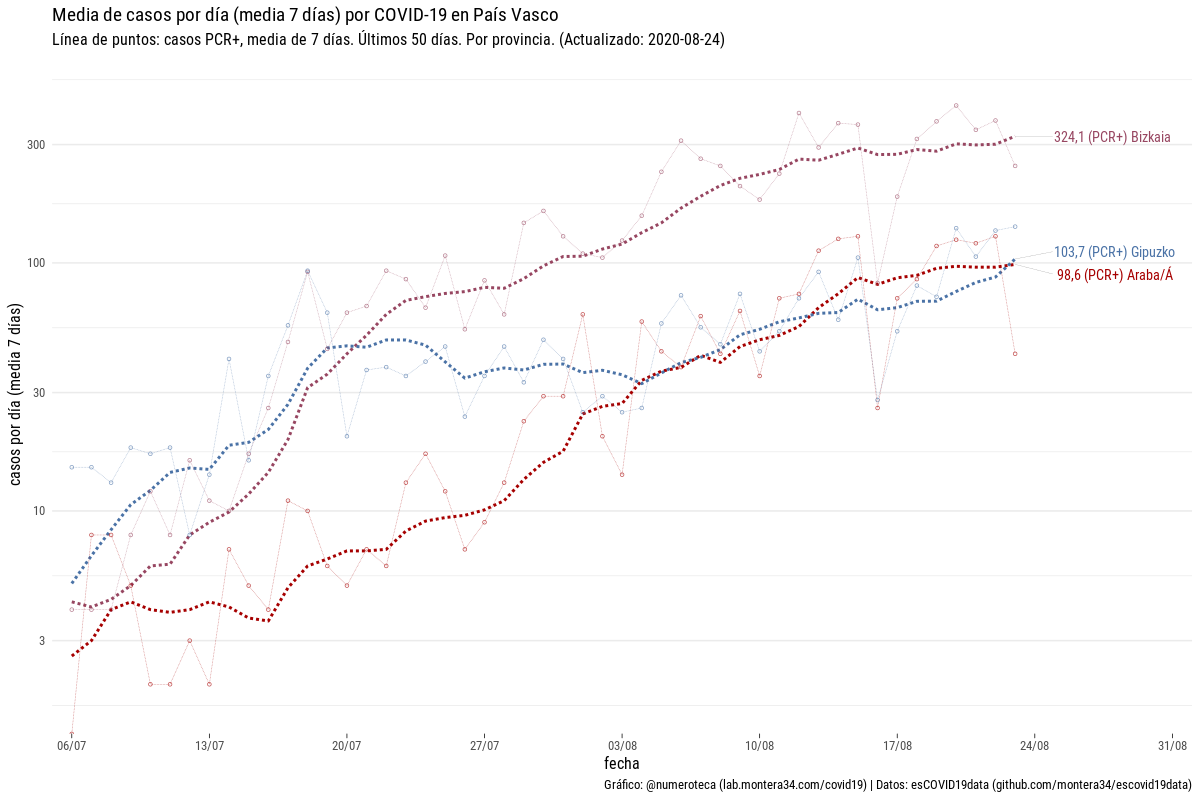 Media de casos por día (media 7 días) por COVID-19 en País Vasco
Línea de puntos: casos PCR+, media de 7 días. Últimos 50 días. Por provincia. (Actualizado: 2020-08-24)
casos por día (media 7 días)
300
100
30
10
3
324,1 (PCR+) Bizkaia
103,7 (PCR+) Gipuzko
98,6 (PCR+) Araba/Á
06/07
13/07
20/07
27/07
03/08
10/08
17/08
24/08
31/08
fecha
Gráfico: @numeroteca (lab.montera34.com/covid19) | Datos: esCOVID19data (github.com/montera34/escovid19data)